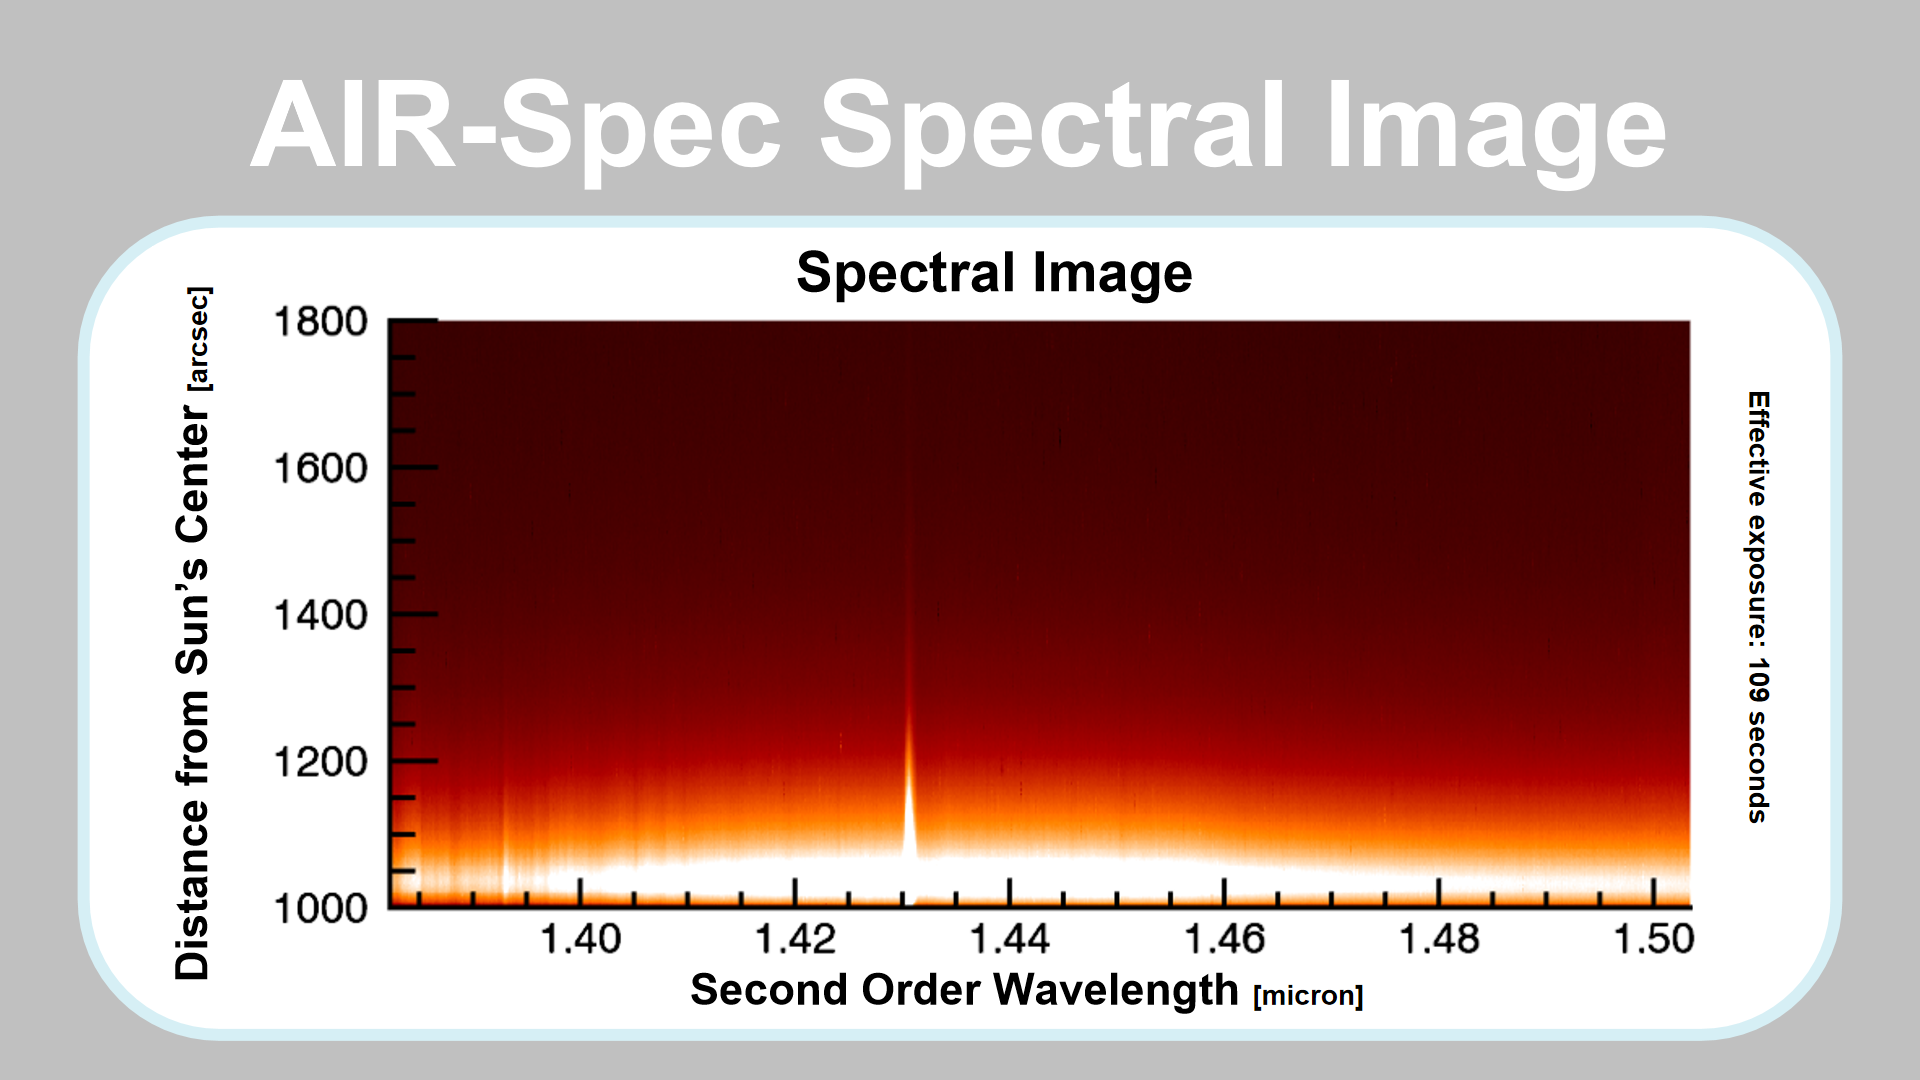 AIR-Spec Spectral Image
Spectral Image
Distance from Sun's Center [arcsec]
1800
1600
1400
1200
1000
1.40 1.42 1.44 1.46 1.48 1.50
Second Order Wavelength [micron]
Effective exposure: 109 seconds